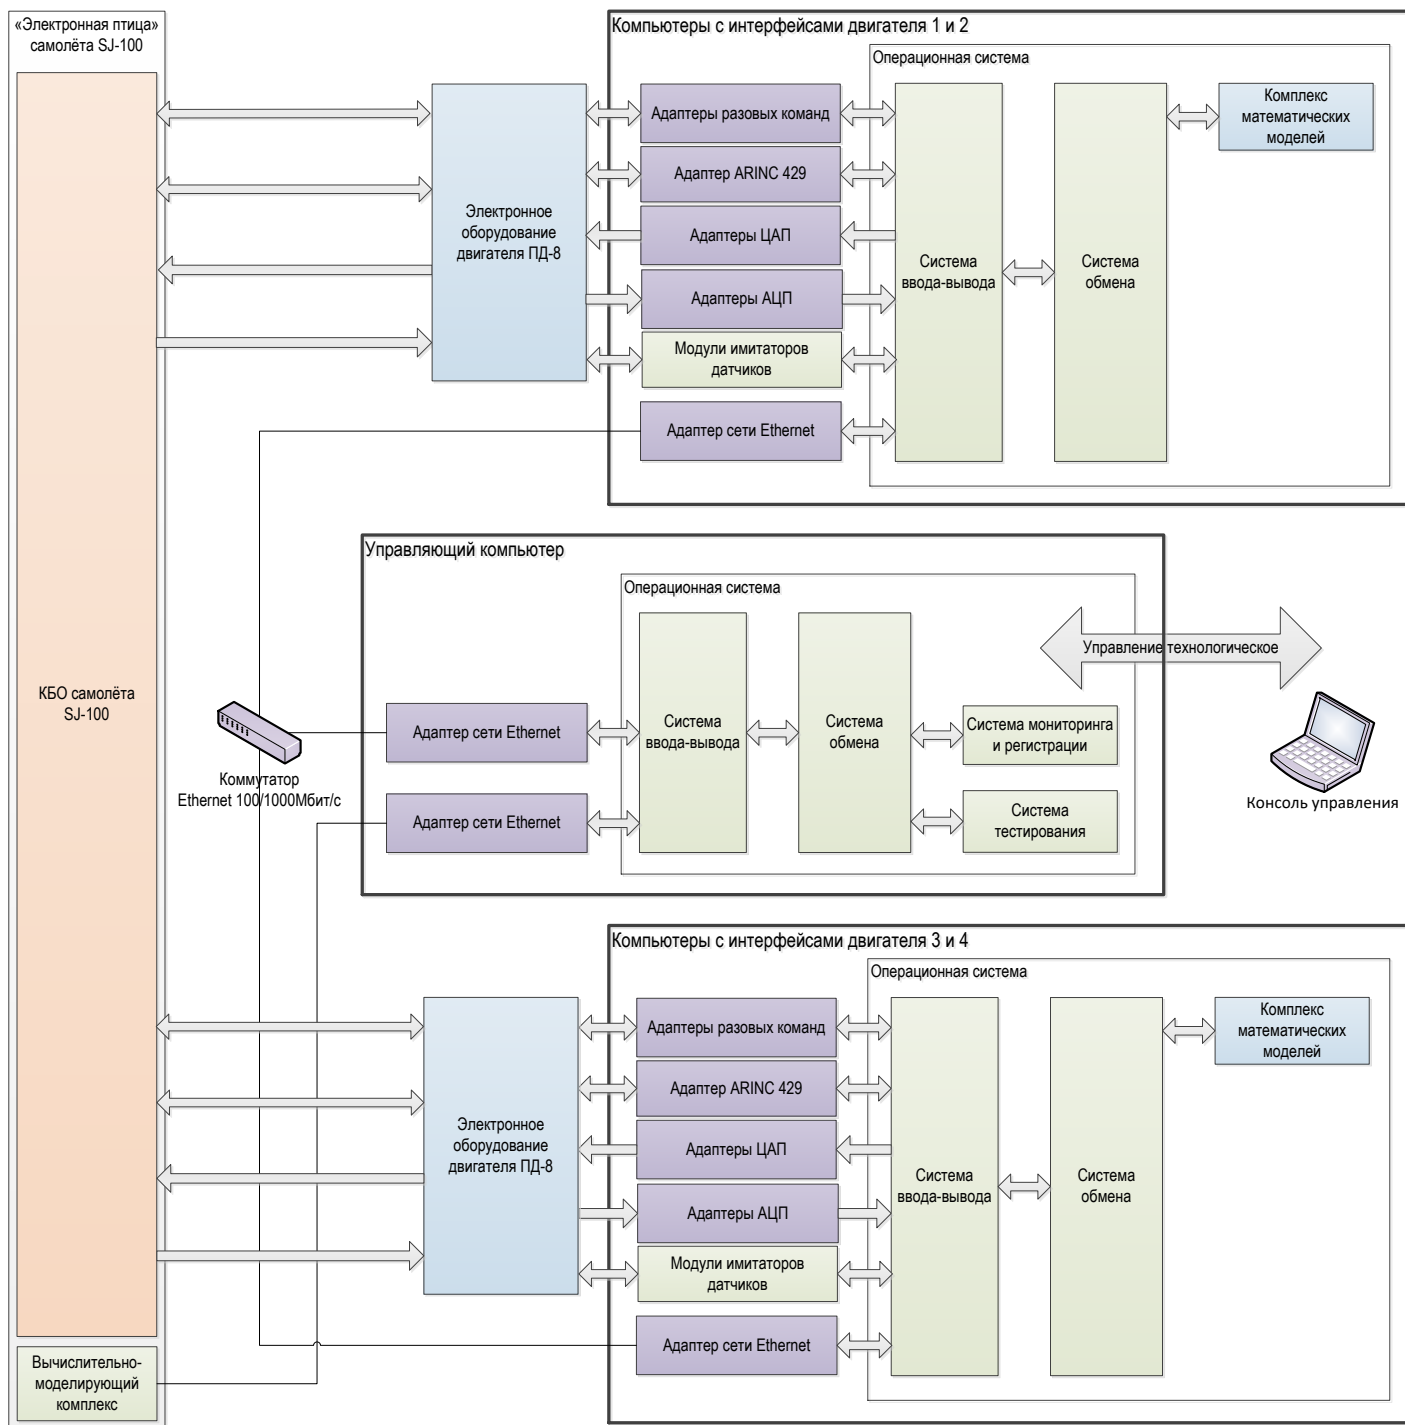 «Электронная птица»
самолёта SJ-100
КБО самолёта
SJ-100
Вычислительно-
моделирующий
комплекс
Компьютеры с интерфейсами двигателя 1 и 2
Операционная система
Электронное
оборудование
двигателя ПД-8
Адаптеры разовых команд
Адаптер ARINC 429
Адаптеры ЦАП
Адаптеры АЦП
Модули имитаторов
датчиков
Адаптер сети Ethernet
Система
ввода-вывода
Система
обмена
Комплекс
математических
моделей
Управляющий компьютер
Операционная система
Управление технологическое
Коммутатор
Ethernet 100/1000Мбит/с
Адаптер сети Ethernet
Адаптер сети Ethernet
Система
ввода-вывода
Система
обмена
Система мониторинга
и регистрации
Система
тестирования
Консоль управления
Компьютеры с интерфейсами двигателя 3 и 4
Операционная система
Электронное
оборудование
двигателя ПД-8
Адаптеры разовых команд
Адаптер ARINC 429
Адаптеры ЦАП
Адаптеры АЦП
Модули имитаторов
датчиков
Адаптер сети Ethernet
Система
ввода-вывода
Система
обмена
Комплекс
математических
моделей